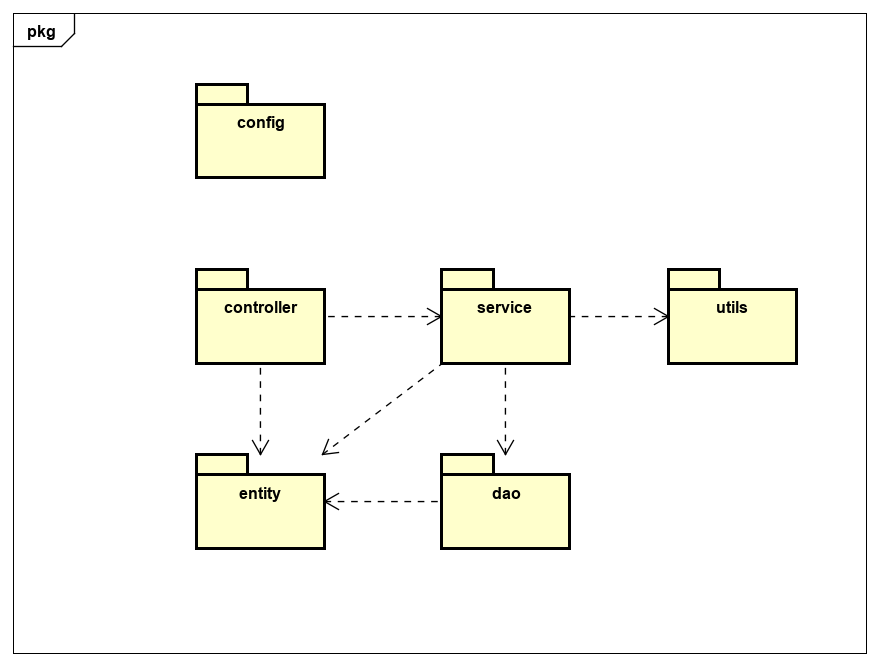 pkg
config
controller
service
utils
entity
dao